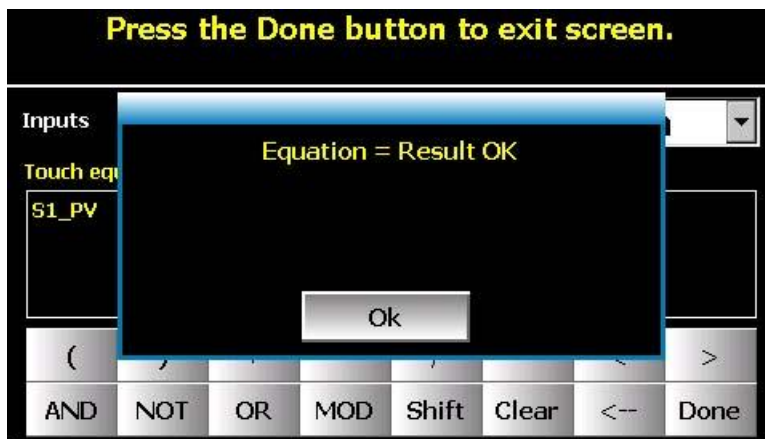 Press the Done button to exit screen.
Inputs
Equation = Result OK
Touch equ
S1_PV
Ok
( ) >
AND NOT OR MOD Shift Clear <-- Done